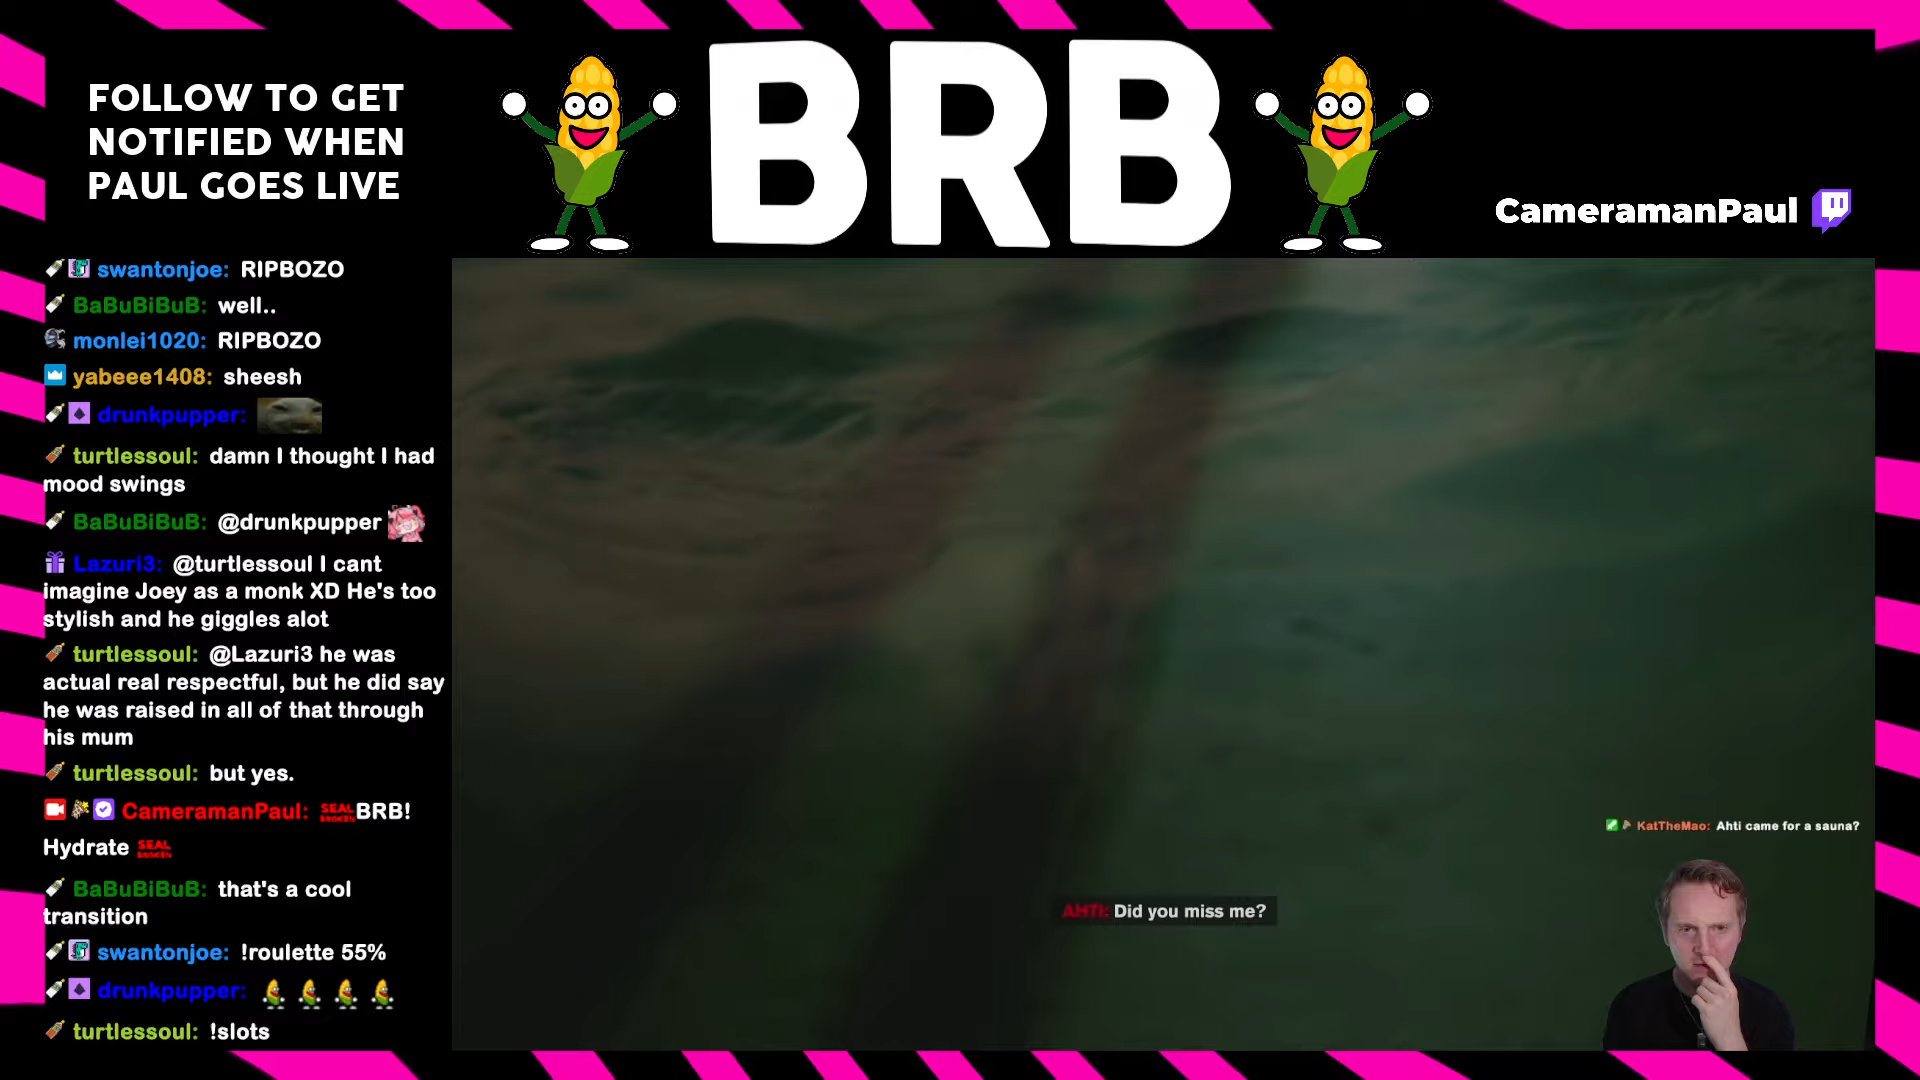 FOLLOW TO GET
NOTIFIED WHEN
PAUL GOES LIVE
BRB
CameramanPaul
swantonjoe: RIPBOZO
BaBuBiBuB: well..
monlei1020: RIPBOZO
yabeee1408: sheesh
drunkpupper:
turtlessoul: damn I thought I had
mood swings
BaBuBiBuB: @drunkpupper
Lazuri3: @turtlessoul I cant
imagine Joey as a monk XD He's too
stylish and he giggles alot
turtlessoul: @Lazuri3 he was
actual real respectful, but he did say
he was raised in all of that through
his mum
turtlessoul: but yes.
CameramanPaul: SEAL BROKEN BRB!
Hydrate SEAL BROKEN
BaBuBiBuB: that's a cool
transition
swantonjoe: !roulette 55%
drunkpupper:
turtlessoul: !slots
KatTheMao: Ahti came for a sauna?
AHTI: Did you miss me?